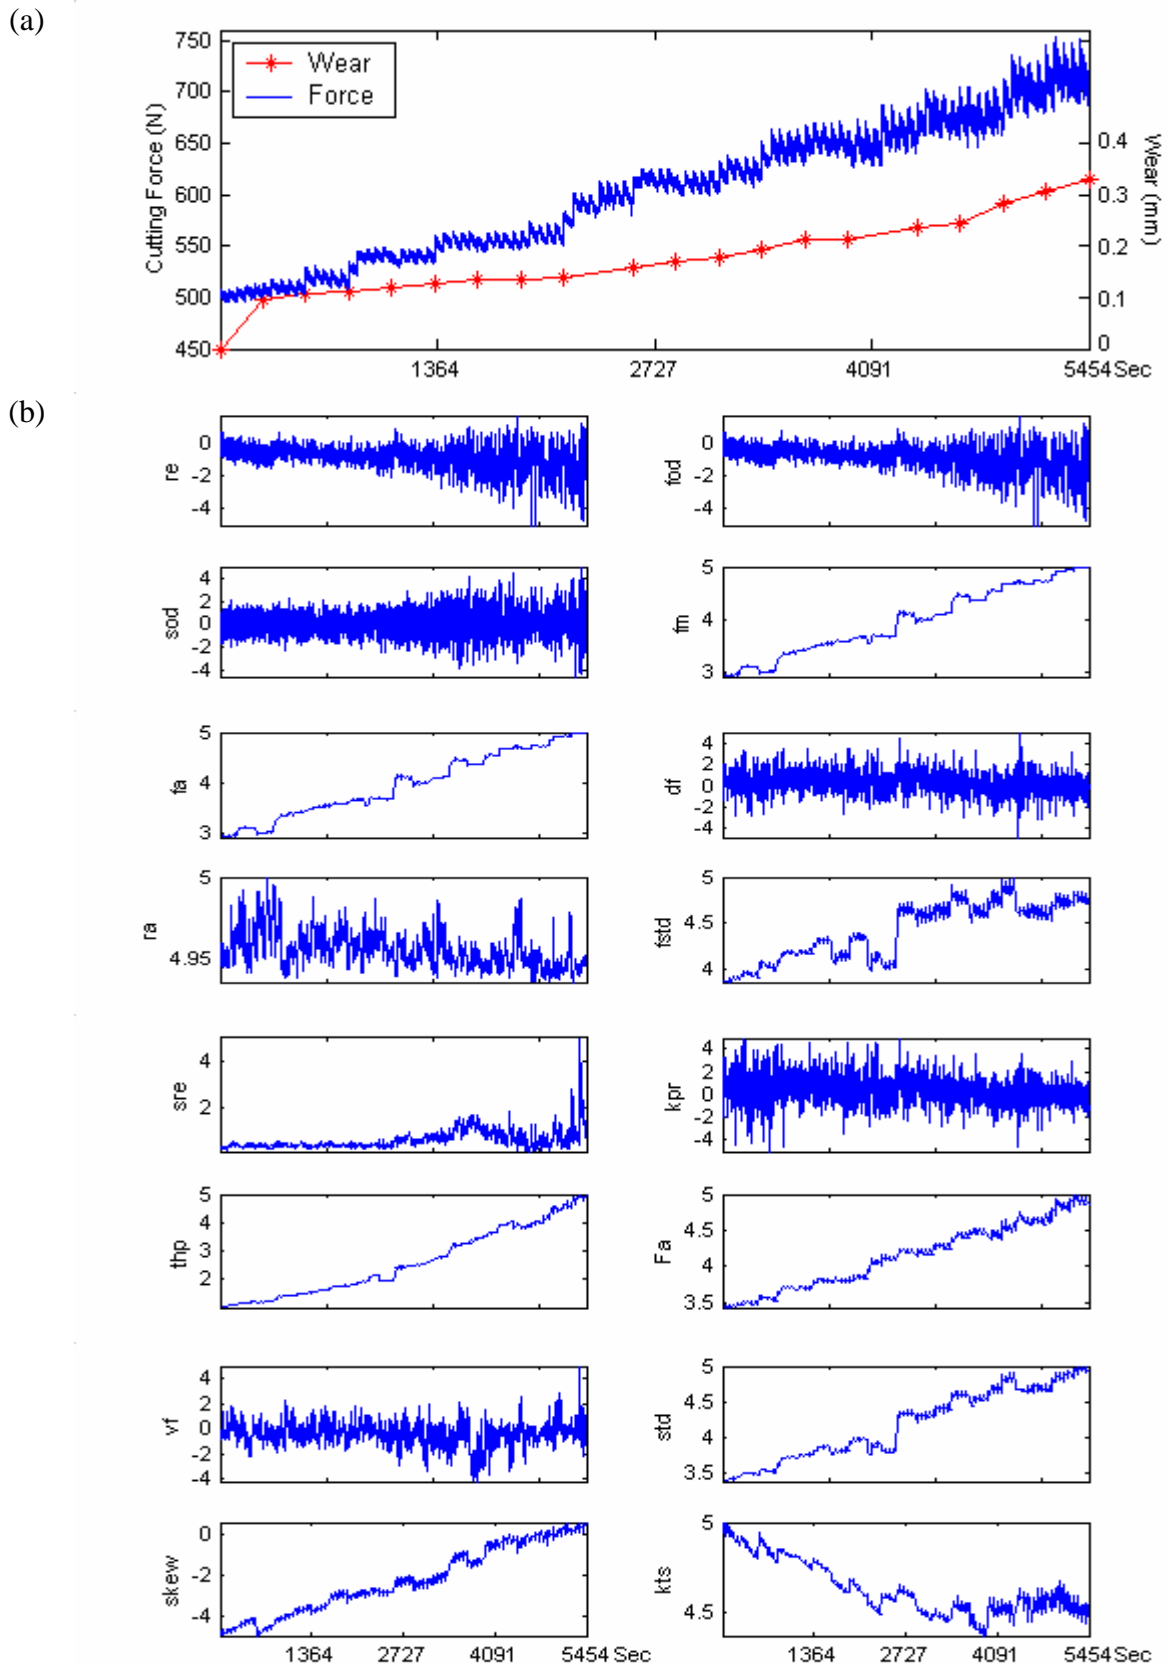 (a)
750
700
650
600
550
500
450
Cutting Force (N)
Wear
Force
0.4
0.3
0.2
0.1
0
Wear (mm)
1364 2727 4091 5454 Sec
(b)
0
-2
-4
re
0
-2
-4
fod
4
2
0
-2
-4
sod
5
4
3
fm
5
4
3
fa
4
2
0
-2
-4
df
5
4.95
ra
5
4.5
4
fstd
4
2
sre
4
2
0
-2
-4
kpr
5
4
3
2
thp
5
4.5
4
3.5
Fa
4
2
0
-2
-4
vf
5
4.5
4
3.5
std
0
-2
-4
skew
1364 2727 4091 5454 Sec
5
4.5
kts
1364 2727 4091 5454 Sec